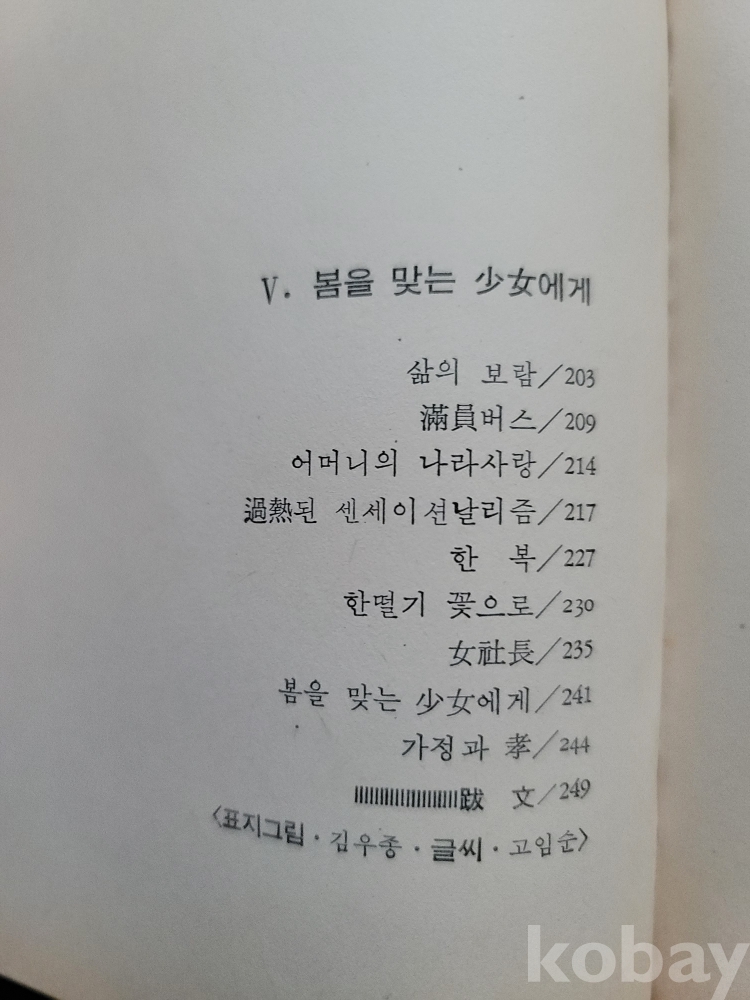 V. 봄을 맞는 少女에게
삶의 보람/203
滿員버스/209
어머니의 나라사랑/214
過熱된 센세이션날리즘/217
한 복/227
한떨기 꽃으로/230
女社長/235
봄을 맞는 少女에게/241
가정과 孝/244
跋 文/249
〈표지그림·김우종·글씨·고임순〉
kobay